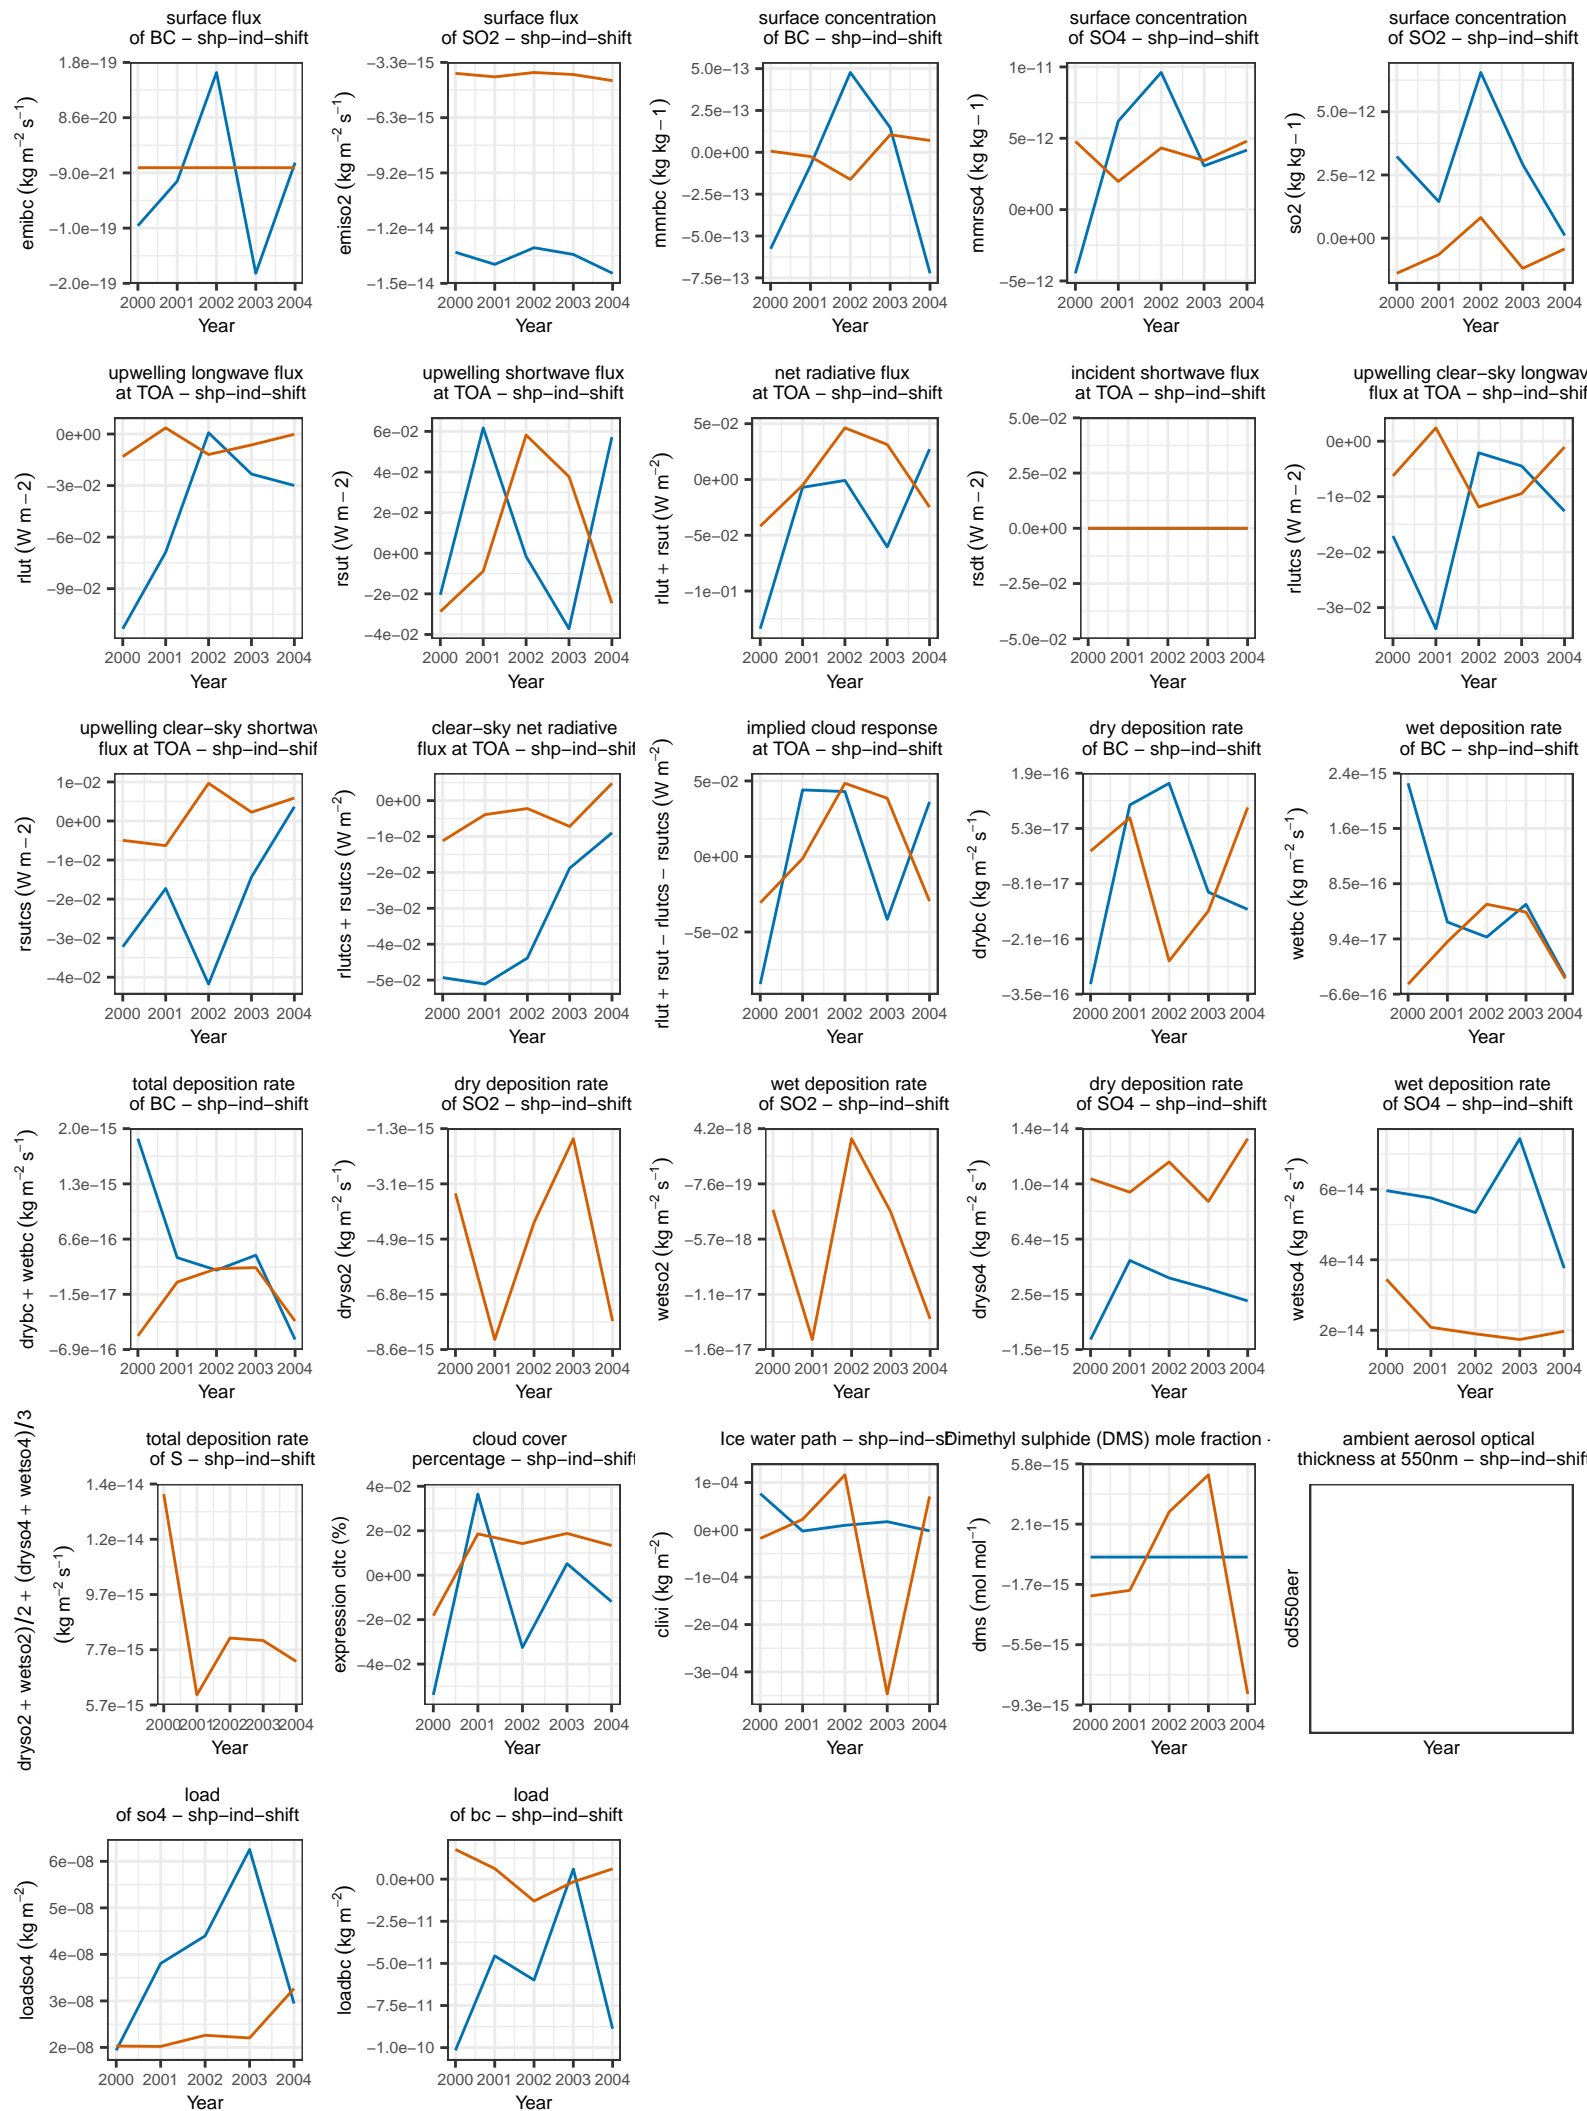 surface flux
of BC − shp−ind−shift
emibc (kg m−2 s−1)
1.8e−19
8.6e−20
−9.0e−21
−1.0e−19
−2.0e−19
2000 2001 2002 2003 2004
Year
surface flux
of SO2 − shp−ind−shift
emiso2 (kg m−2 s−1)
−3.3e−15
−6.3e−15
−9.2e−15
−1.2e−14
−1.5e−14
2000 2001 2002 2003 2004
Year
surface concentration
of BC − shp−ind−shift
mmrbc (kg kg − 1)
5.0e−13
2.5e−13
0.0e+00
−2.5e−13
−5.0e−13
−7.5e−13
2000 2001 2002 2003 2004
Year
surface concentration
of SO4 − shp−ind−shift
mmrso4 (kg kg − 1)
1e−11
5e−12
0e+00
−5e−12
2000 2001 2002 2003 2004
Year
surface concentration
of SO2 − shp−ind−shift
so2 (kg kg − 1)
5.0e−12
2.5e−12
0.0e+00
2000 2001 2002 2003 2004
Year
upwelling longwave flux
at TOA − shp−ind−shift
rlut (W m − 2)
0e+00
−3e−02
−6e−02
−9e−02
2000 2001 2002 2003 2004
Year
upwelling shortwave flux
at TOA − shp−ind−shift
rsut (W m − 2)
6e−02
4e−02
2e−02
0e+00
−2e−02
−4e−02
2000 2001 2002 2003 2004
Year
net radiative flux
at TOA − shp−ind−shift
rlut + rsut (W m−2)
5e−02
0e+00
−5e−02
−1e−01
2000 2001 2002 2003 2004
Year
incident shortwave flux
at TOA − shp−ind−shift
rsdt (W m − 2)
5.0e−02
2.5e−02
0.0e+00
−2.5e−02
−5.0e−02
2000 2001 2002 2003 2004
Year
upwelling clear−sky longwav
flux at TOA − shp−ind−shif
rlutcs (W m − 2)
0e+00
−1e−02
−2e−02
−3e−02
2000 2001 2002 2003 2004
Year
upwelling clear−sky shortwav
flux at TOA − shp−ind−shif
rsutcs (W m − 2)
1e−02
0e+00
−1e−02
−2e−02
−3e−02
−4e−02
2000 2001 2002 2003 2004
Year
clear−sky net radiative
flux at TOA − shp−ind−shif
rlutcs + rsutcs (W m−2)
0e+00
−1e−02
−2e−02
−3e−02
−4e−02
−5e−02
2000 2001 2002 2003 2004
Year
implied cloud response
at TOA − shp−ind−shift
rlut + rsut − rlutcs − rsutcs (W m−2)
5e−02
0e+00
−5e−02
2000 2001 2002 2003 2004
Year
dry deposition rate
of BC − shp−ind−shift
drybc (kg m−2 s−1)
1.9e−16
5.3e−17
−8.1e−17
−2.1e−16
−3.5e−16
2000 2001 2002 2003 2004
Year
wet deposition rate
of BC − shp−ind−shift
wetbc (kg m−2 s−1)
2.4e−15
1.6e−15
8.5e−16
9.4e−17
−6.6e−16
2000 2001 2002 2003 2004
Year
total deposition rate
of BC − shp−ind−shift
drybc + wetbc (kg m−2 s−1)
2.0e−15
1.3e−15
6.6e−16
−1.5e−17
−6.9e−16
2000 2001 2002 2003 2004
Year
dry deposition rate
of SO2 − shp−ind−shift
dryso2 (kg m−2 s−1)
−1.3e−15
−3.1e−15
−4.9e−15
−6.8e−15
−8.6e−15
2000 2001 2002 2003 2004
Year
wet deposition rate
of SO2 − shp−ind−shift
wetso2 (kg m−2 s−1)
4.2e−18
−7.6e−19
−5.7e−18
−1.1e−17
−1.6e−17
2000 2001 2002 2003 2004
Year
dry deposition rate
of SO4 − shp−ind−shift
dryso4 (kg m−2 s−1)
1.4e−14
1.0e−14
6.4e−15
2.5e−15
−1.5e−15
2000 2001 2002 2003 2004
Year
wet deposition rate
of SO4 − shp−ind−shift
wetso4 (kg m−2 s−1)
6e−14
4e−14
2e−14
2000 2001 2002 2003 2004
Year
total deposition rate
of S − shp−ind−shift
dryso2 + wetso2)/2 + (dryso4 + wetso4)/3
(kg m−2 s−1)
1.4e−14
1.2e−14
9.7e−15
7.7e−15
5.7e−15
2000 2001 2002 2003 2004
Year
cloud cover
percentage − shp−ind−shift
expression cltc (%)
4e−02
2e−02
0e+00
−2e−02
−4e−02
2000 2001 2002 2003 2004
Year
Ice water path − shp−ind−s
clivi (kg m−2)
1e−04
0e+00
−1e−04
−2e−04
−3e−04
2000 2001 2002 2003 2004
Year
Dimethyl sulphide (DMS) mole fraction −
dms (mol mol−1)
5.8e−15
2.1e−15
−1.7e−15
−5.5e−15
−9.3e−15
2000 2001 2002 2003 2004
Year
ambient aerosol optical
thickness at 550nm − shp−ind−shift
od550aer
Year
load
of so4 − shp−ind−shift
loadso4 (kg m−2)
6e−08
5e−08
4e−08
3e−08
2e−08
2000 2001 2002 2003 2004
Year
load
of bc − shp−ind−shift
loadbc (kg m−2)
0.0e+00
−2.5e−11
−5.0e−11
−7.5e−11
−1.0e−10
2000 2001 2002 2003 2004
Year